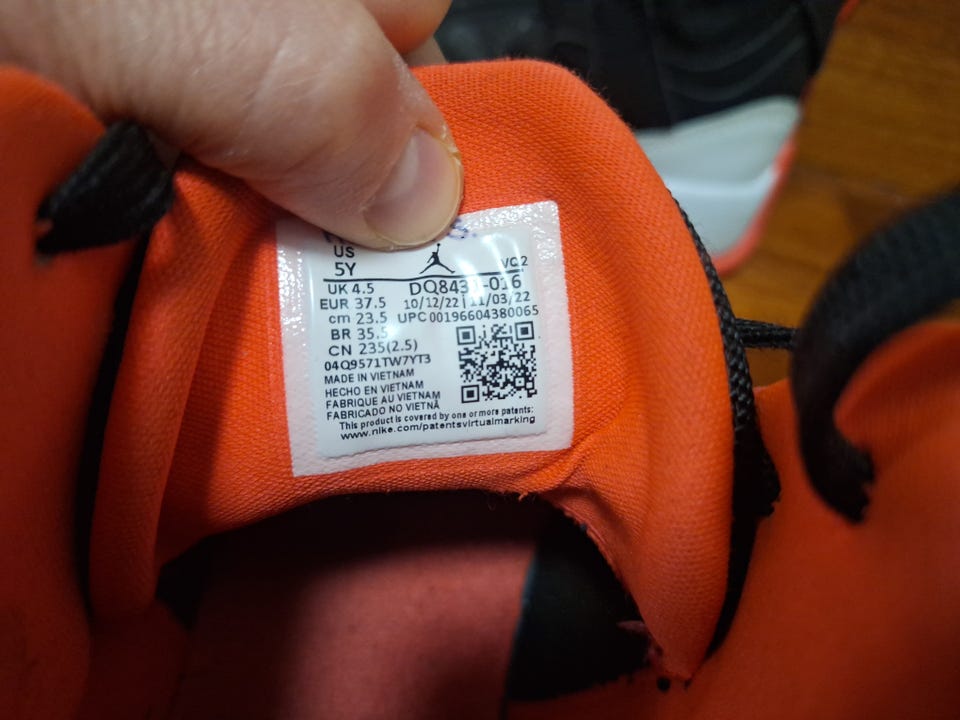 US
5Y
VC 2
UK 4.5
EUR 37.5 10/12/22 | 11/03/22
cm 23.5 UPC 00196604380065
BR 35.5
CN 235(2.5)
04Q9571TW7YT3
MADE IN VIETNAM
HECHO EN VIETNAM
FABRIQUE AU VIETNAM
FABRICADO NO VIETNÃ
This product is covered by one or more patents:
www.nike.com/patentsvirtualmarking